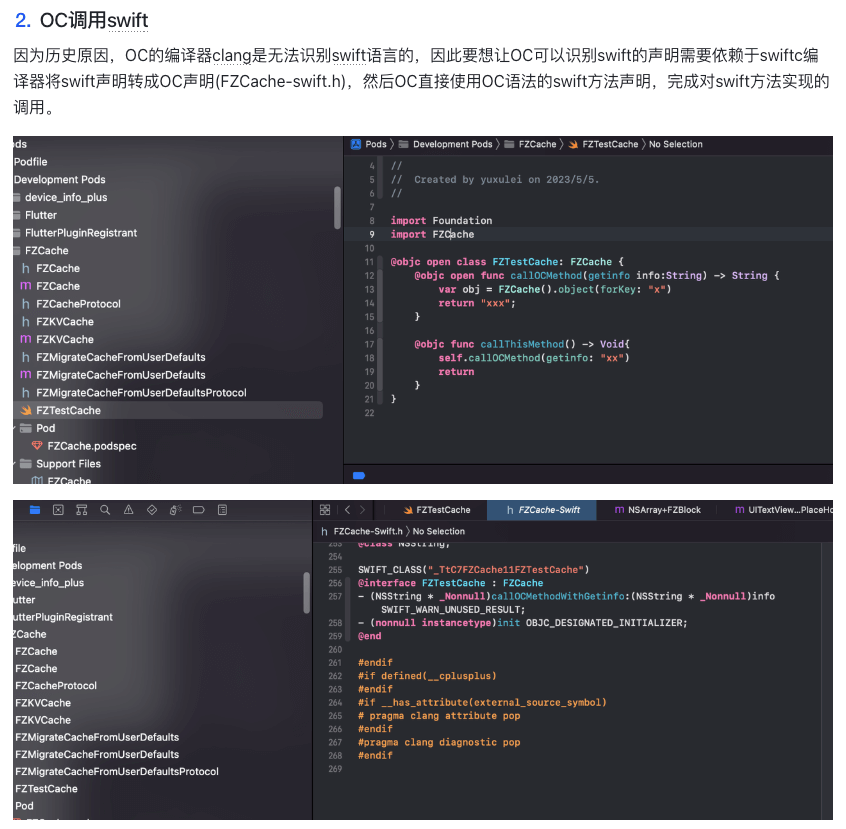 2. OC调用swift
因为历史原因，OC的编译器clang是无法识别swift语言的，因此要想让OC可以识别swift的声明需要依赖于swiftc编
译器将swift声明转成OC声明(FZCache-swift.h)，然后OC直接使用OC语法的swift方法声明，完成对swift方法实现的
调用。
ds
Podfile
Development Pods
device_info_plus
Flutter
FlutterPluginRegistrant
FZCache
h FZCache
m FZCache
h FZCacheProtocol
h FZKVCache
m FZKVCache
h FZMigrateCacheFromUserDefaults
m FZMigrateCacheFromUserDefaults
h FZMigrateCacheFromUserDefaultsProtocol
FZTestCache
Pod
FZCache.podspec
Support Files
FZCache
Pods 〉 Development Pods 〉 FZCache 〉 FZTestCache 〉 No Selection
4 //
5 //  Created by yuxulei on 2023/5/5.
6 //
7
8 import Foundation
9 import FZCache
10
11 @objc open class FZTestCache: FZCache {
12     @objc open func callOCMethod(getinfo info:String) -> String {
13         var obj = FZCache().object(forKey: "x")
14         return "xxx";
15     }
16
17     @objc func callThisMethod() -> Void{
18         self.callOCMethod(getinfo: "xx")
19         return
20     }
21 }
22
file
elopment Pods
evice_info_plus
utter
utterPluginRegistrant
ZCache
FZCache
FZCache
FZCacheProtocol
FZKVCache
FZKVCache
FZMigrateCacheFromUserDefaults
FZMigrateCacheFromUserDefaults
FZMigrateCacheFromUserDefaultsProtocol
FZTestCache
Pod
FZTestCache h FZCache-Swift m NSArray+FZBlock m UITextView...PlaceHo
h FZCache-Swift.h 〉 No Selection
253 @class NSString;
254
255 SWIFT_CLASS("_TtC7FZCache11FZTestCache")
256 @interface FZTestCache : FZCache
257 - (NSString * _Nonnull)callOCMethodWithGetinfo:(NSString * _Nonnull)info
SWIFT_WARN_UNUSED_RESULT;
258 - (nonnull instancetype)init OBJC_DESIGNATED_INITIALIZER;
259 @end
260
261 #endif
262 #if defined(__cplusplus)
263 #endif
264 #if __has_attribute(external_source_symbol)
265 # pragma clang attribute pop
266 #endif
267 #pragma clang diagnostic pop
268 #endif
269